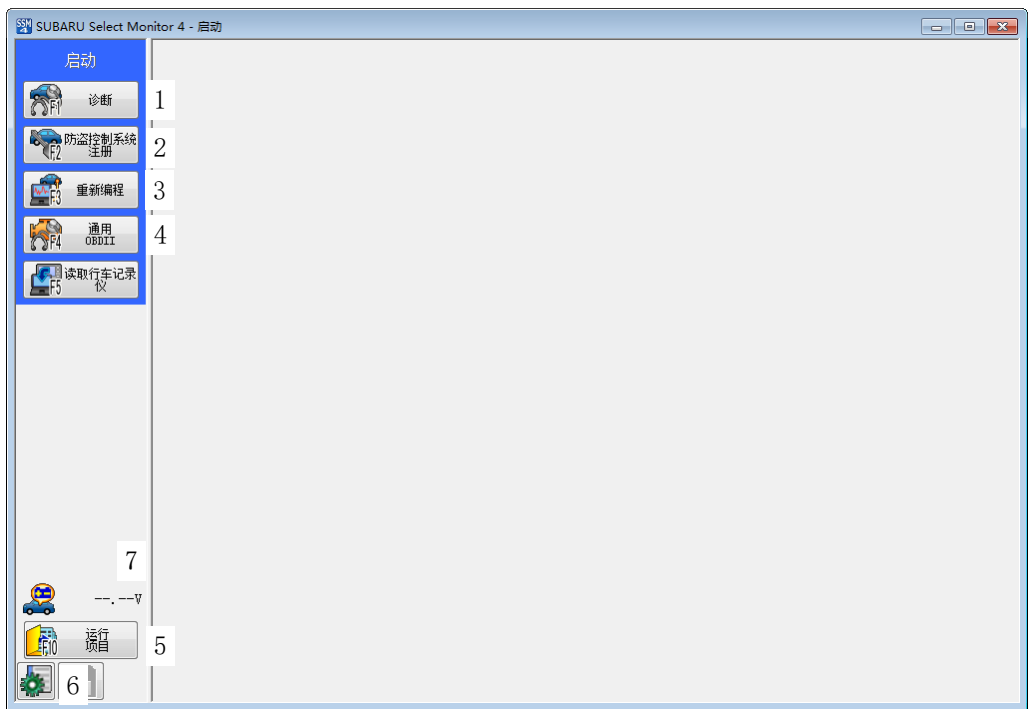 SSM 4 SUBARU Select Monitor 4 - 启动
启动
F1 诊断
1
F2 防盗控制系统
注册
2
F3 重新编程
3
F4 通用
OBDII
4
F5 读取行车记录
仪
7
--.--V
F10 运行
项目
5
6